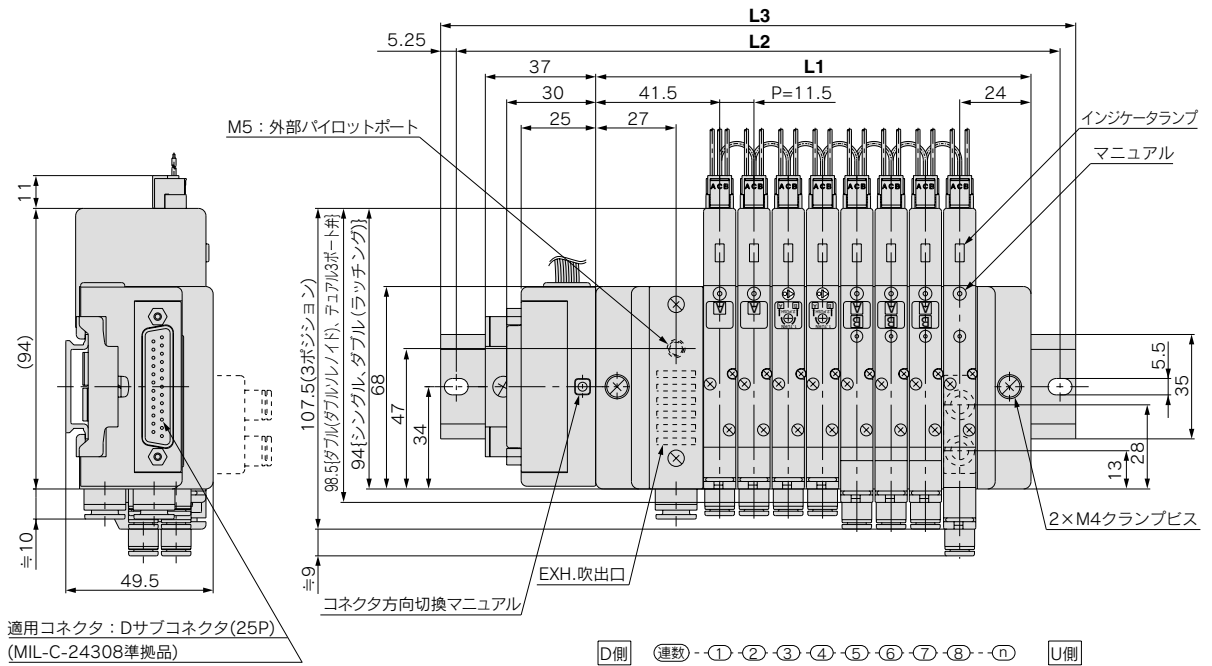 L3
L2
5.25
37
L1
30
41.5
P=11.5
24
25
27
M5：外部パイロットポート
インジケータランプ
マニュアル
11
(94)
107.5(3ポジション)
98.5{ダブル(ダブルソレノイド)、デュアル3ポート弁}
94{シングル、ダブル(ラッチング)}
68
47
34
ACB ACB ACB ACB ACB ACB ACB ACB
5.5
35
28
13
≒10
49.5
≒9
EXH.吹出口
2×M4クランプビス
コネクタ方向切換マニュアル
適用コネクタ：Dサブコネクタ(25P)
(MIL-C-24308準拠品)
D側 連数 - - 1 - 2 - 3 - 4 - 5 - 6 - 7 - 8 - - n U側